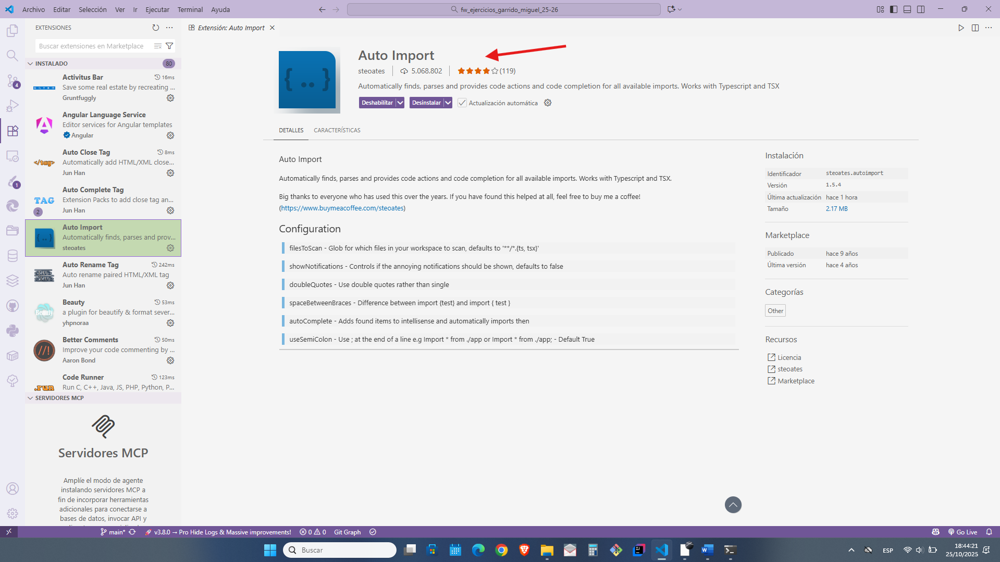 Archivo Editar Selección Ver Ir Ejecutar Terminal Ayuda
fw_ejercicios_garrido_miguel_25-26
EXTENSIONES
Buscar extensiones en Marketplace
INSTALADO 80
Activitus Bar 16ms
Save some real estate by recreating ...
Gruntfuggly
Angular Language Service
Editor services for Angular templates
Angular
Auto Close Tag 8ms
Automatically add HTML/XML close...
Jun Han
Auto Complete Tag
Extension Packs to add close tag an...
Jun Han
TAG
2
Auto Import
Automatically finds, parses and prov...
steoates
Auto Rename Tag 242ms
Auto rename paired HTML/XML tag
Jun Han
Beauty 53ms
a plugin for beautify & format sever...
yhpnoraa
Better Comments 50ms
Improve your code commenting by ...
Aaron Bond
Code Runner 123ms
Run C, C++, Java, JS, PHP, Python, P...
.run
SERVIDORES MCP
Servidores MCP
Amplíe el modo de agente
instalando servidores MCP a
fin de incorporar herramientas
adicionales para conectarse a
bases de datos, invocar API y
4
1
Extensión: Auto Import
{..}
Auto Import
steoates 5.068.802 (119)
Automatically finds, parses and provides code actions and code completion for all available imports. Works with Typescript and TSX
Deshabilitar Desinstalar Actualización automática
DETALLES CARACTERÍSTICAS
Auto Import
Automatically finds, parses and provides code actions and code completion for all available imports. Works with Typescript and TSX.
Big thanks to everyone who has used this over the years. If you have found this helped at all, feel free to buy me a coffee!
(https://www.buymeacoffee.com/steoates)
Configuration
filesToScan - Glob for which files in your workspace to scan, defaults to '**/*.{ts, tsx}'
showNotifications - Controls if the annoying notifications should be shown, defaults to false
doubleQuotes - Use double quotes rather than single
spaceBetweenBraces - Difference between import {test} and import { test }
autoComplete - Adds found items to intellisense and automatically imports then
useSemiColon - Use ; at the end of a line e.g Import * from ./app or Import * from ./app; - Default True
Instalación
Identificador steoates.autoimport
Versión 1.5.4
Última actualización hace 1 hora
Tamaño 2.17 MB
Marketplace
Publicado hace 9 años
Última versión hace 4 años
Categorías
Other
Recursos
Licencia
steoates
Marketplace
main* v3.8.0 → Pro Hide Logs & Massive improvements! 0 0 Git Graph Go Live
Buscar
ESP
18:44:21
25/10/2025